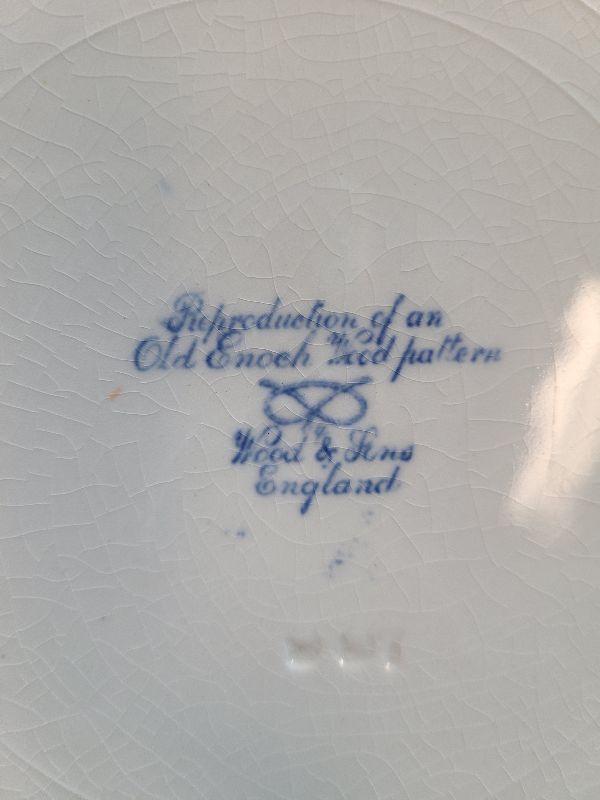 Reproduction of an
Old Enoch Wood pattern
Wood & Sons
England